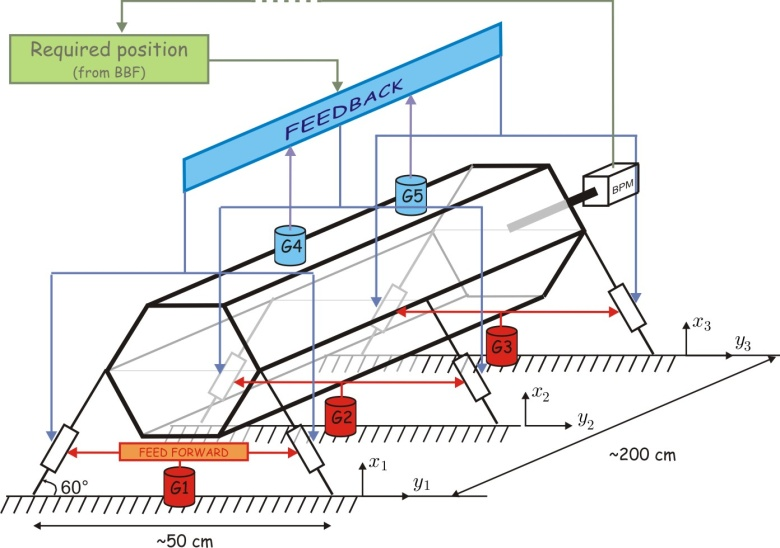 Required position
(from BBF)
FEEDBACK
BPM
G5
G4
G3
x3
y3
G2
x2
y2
FEED FORWARD
G1
x1
y1
60°
~200 cm
~50 cm